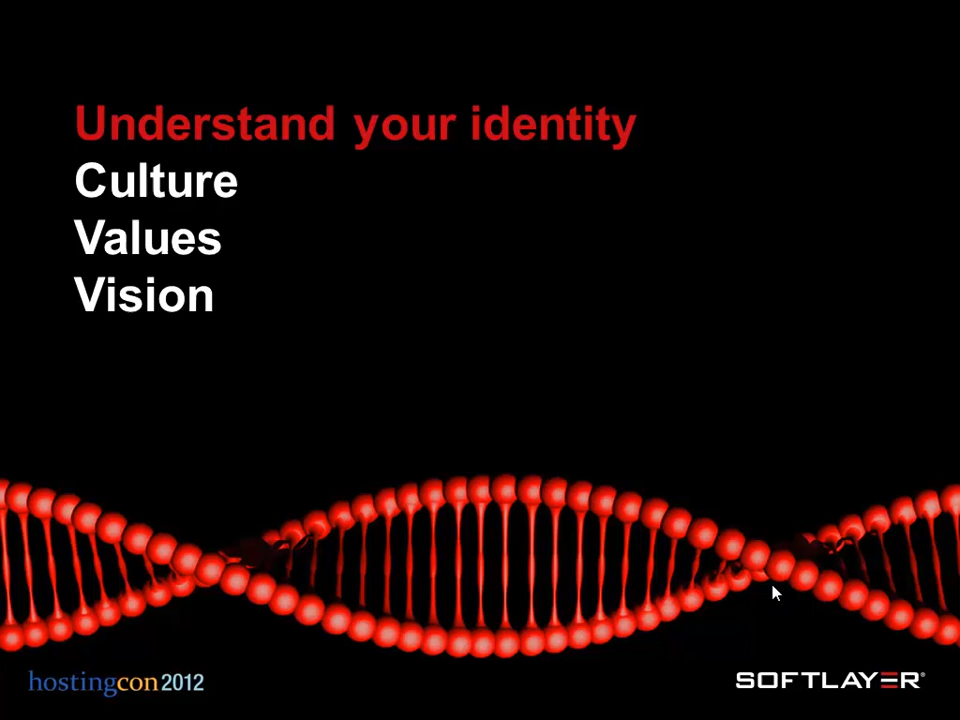 Understand your identity
Culture
Values
Vision
hostingcon2012
SOFTLAYER®